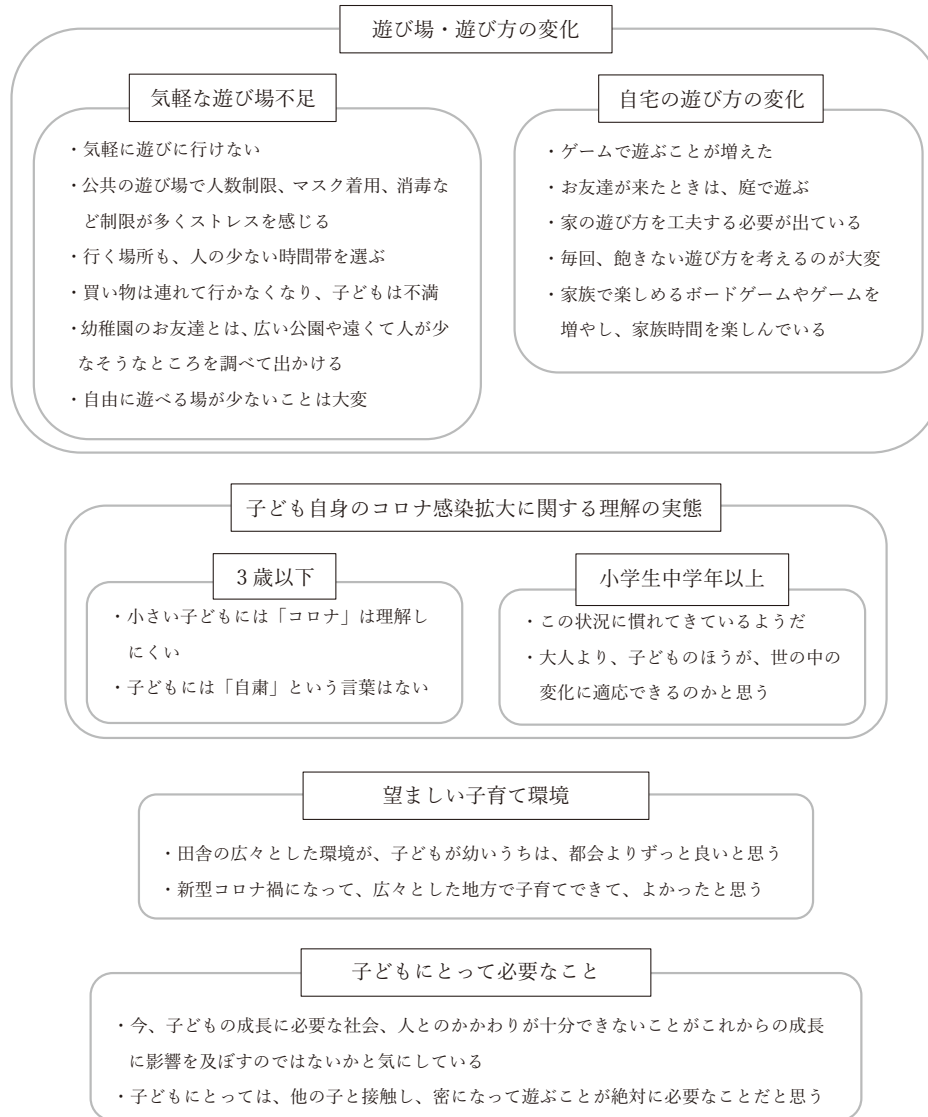 遊び場・遊び方の変化
気軽な遊び場不足
・気軽に遊びに行けない
・公共の遊び場で人数制限、マスク着用、消毒な
ど制限が多くストレスを感じる
・行く場所も、人の少ない時間帯を選ぶ
・買い物は連れて行かなくなり、子どもは不満
・幼稚園のお友達とは、広い公園や遠くて人が少
なそうなところを調べて出かける
・自由に遊べる場が少ないことは大変
自宅の遊び方の変化
・ゲームで遊ぶことが増えた
・お友達が来たときは、庭で遊ぶ
・家の遊び方を工夫する必要が出ている
・毎回、飽きない遊び方を考えるのが大変
・家族で楽しめるボードゲームやゲームを
増やし、家族時間を楽しんでいる
子ども自身のコロナ感染拡大に関する理解の実態
3歳以下
・小さい子どもには「コロナ」は理解し
にくい
・子どもには「自粛」という言葉はない
小学生中学年以上
・この状況に慣れてきているようだ
・大人より、子どものほうが、世の中の
変化に適応できるのかと思う
望ましい子育て環境
・田舎の広々とした環境が、子どもが幼いうちは、都会よりずっと良いと思う
・新型コロナ禍になって、広々とした地方で子育てできて、よかったと思う
子どもにとって必要なこと
・今、子どもの成長に必要な社会、人とのかかわりが十分できないことがこれからの成長
に影響を及ぼすのではないかと気にしている
・子どもにとっては、他の子と接触し、密になって遊ぶことが絶対に必要なことだと思う